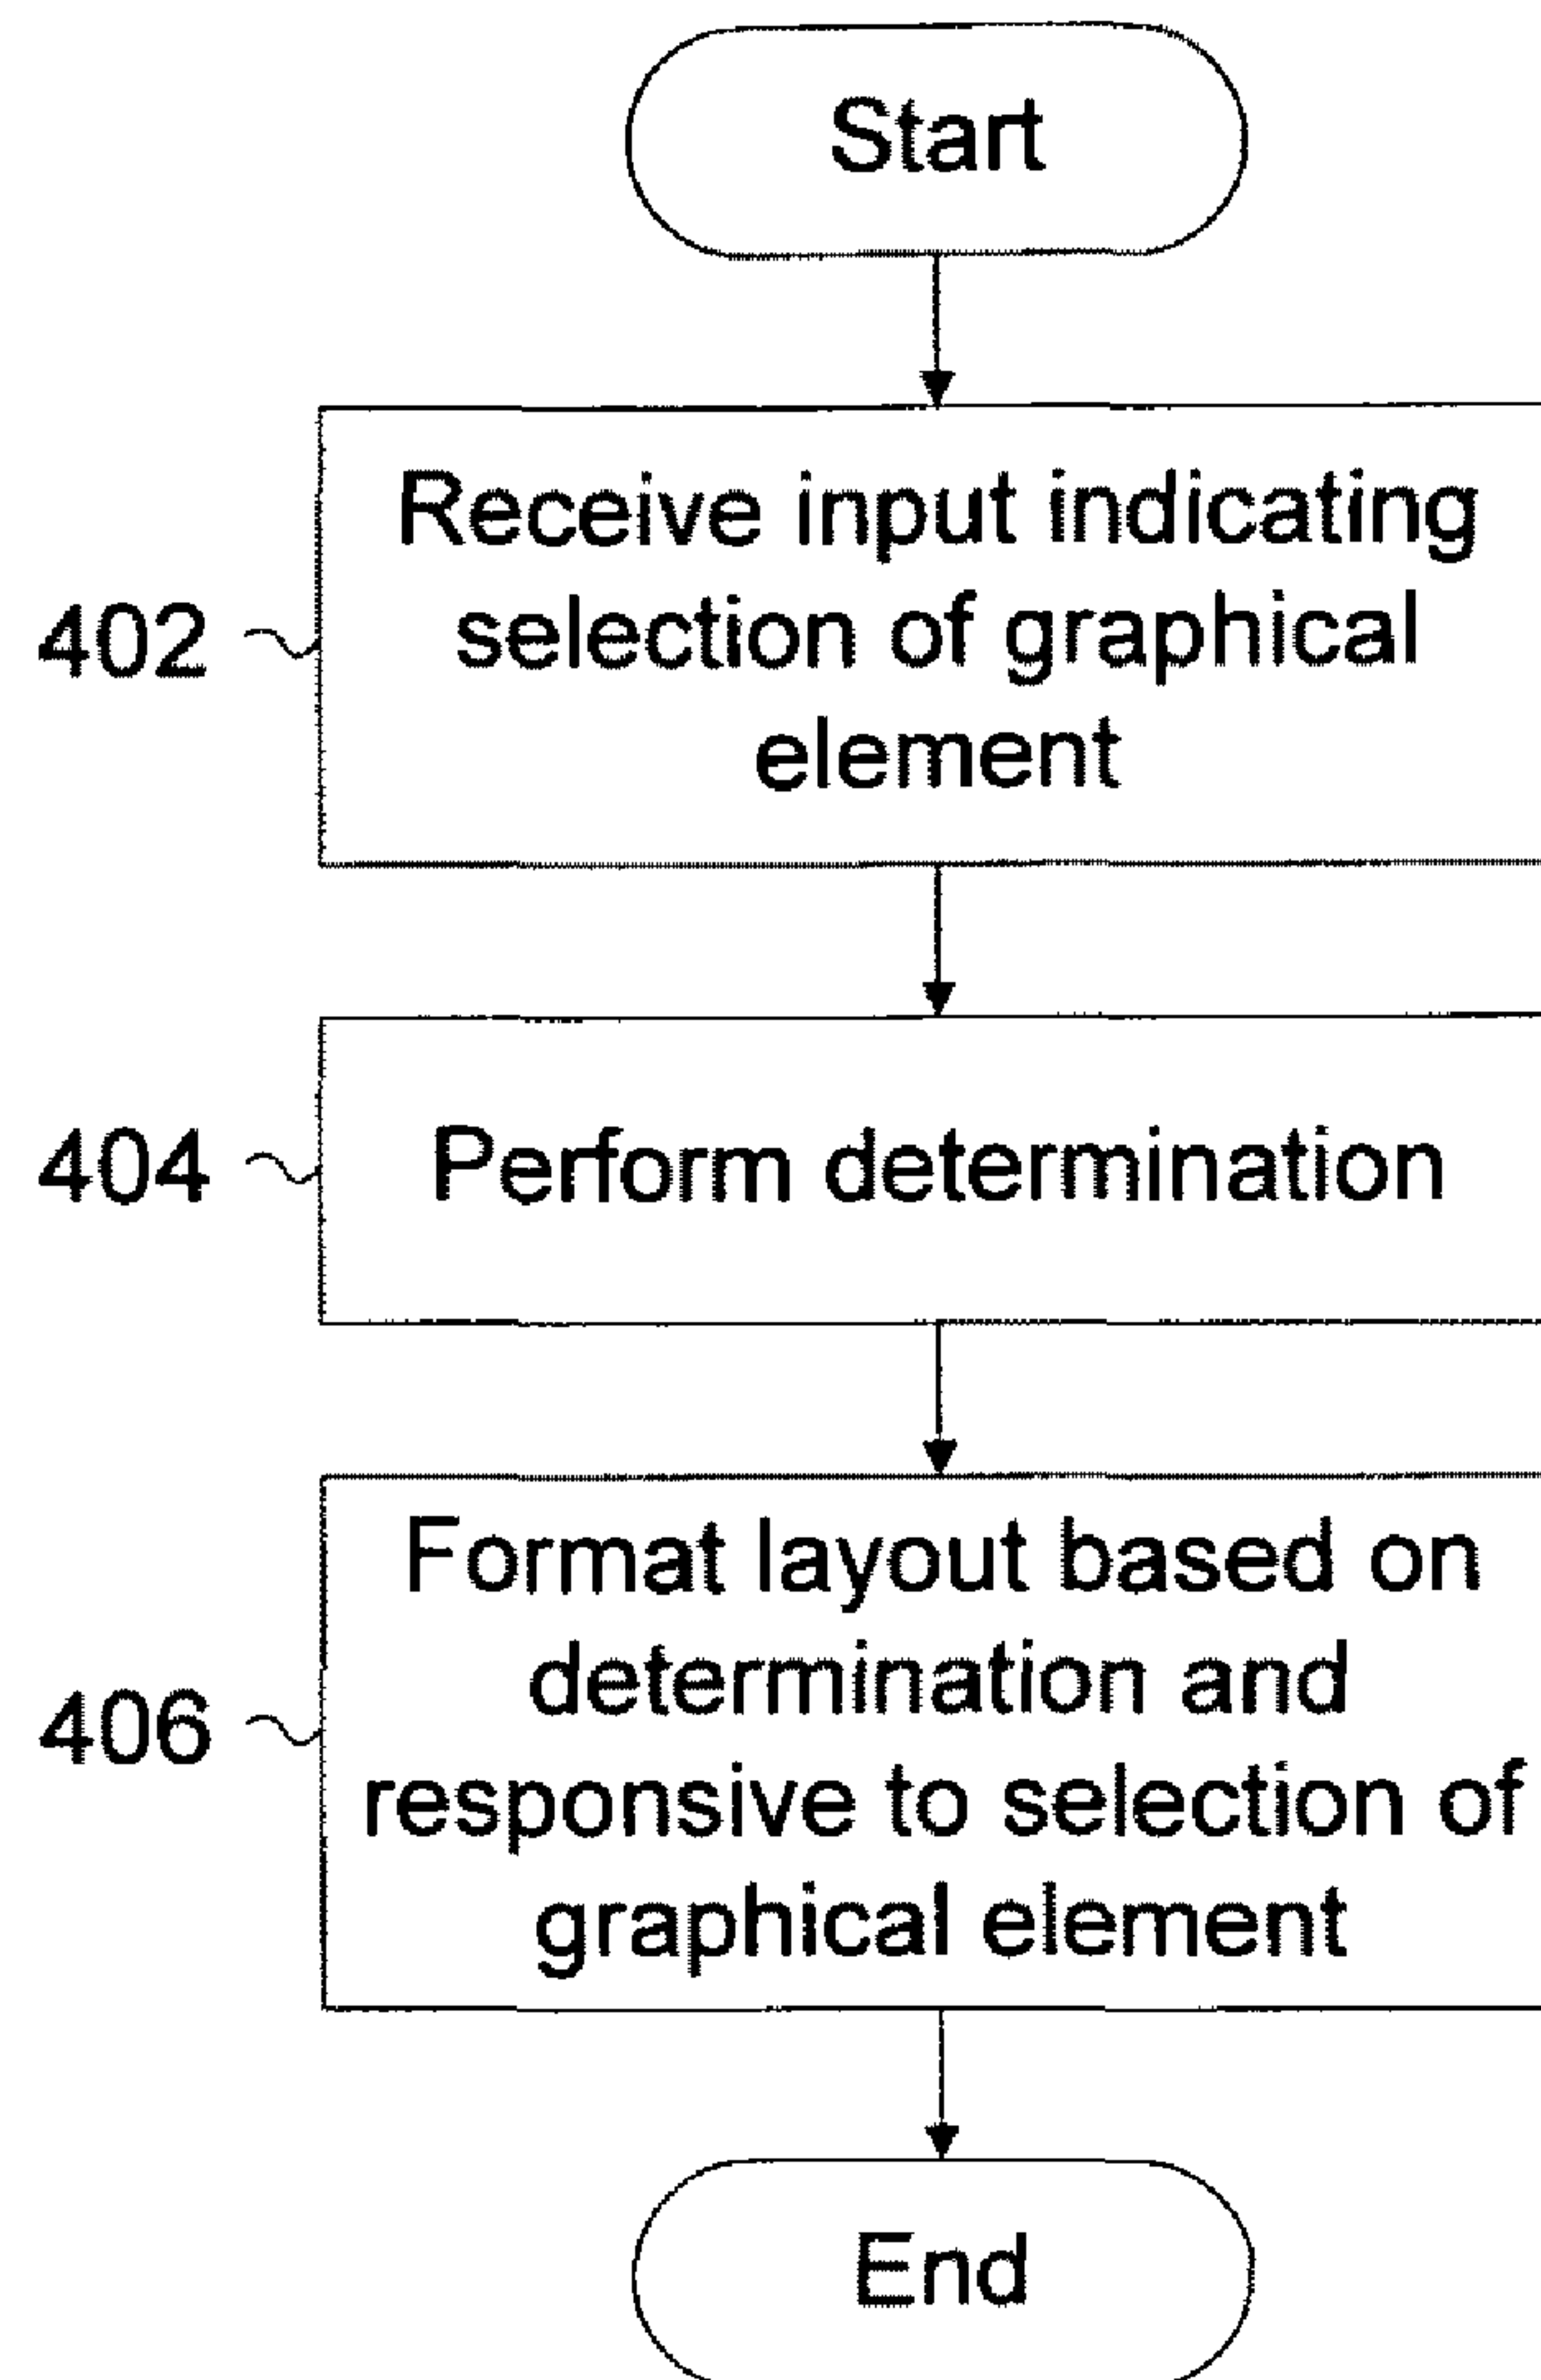 Start
Receive input indicating
selection of graphical
element
402
Perform determination
404
Format layout based on
determination and
responsive to selection of
graphical element
406
End